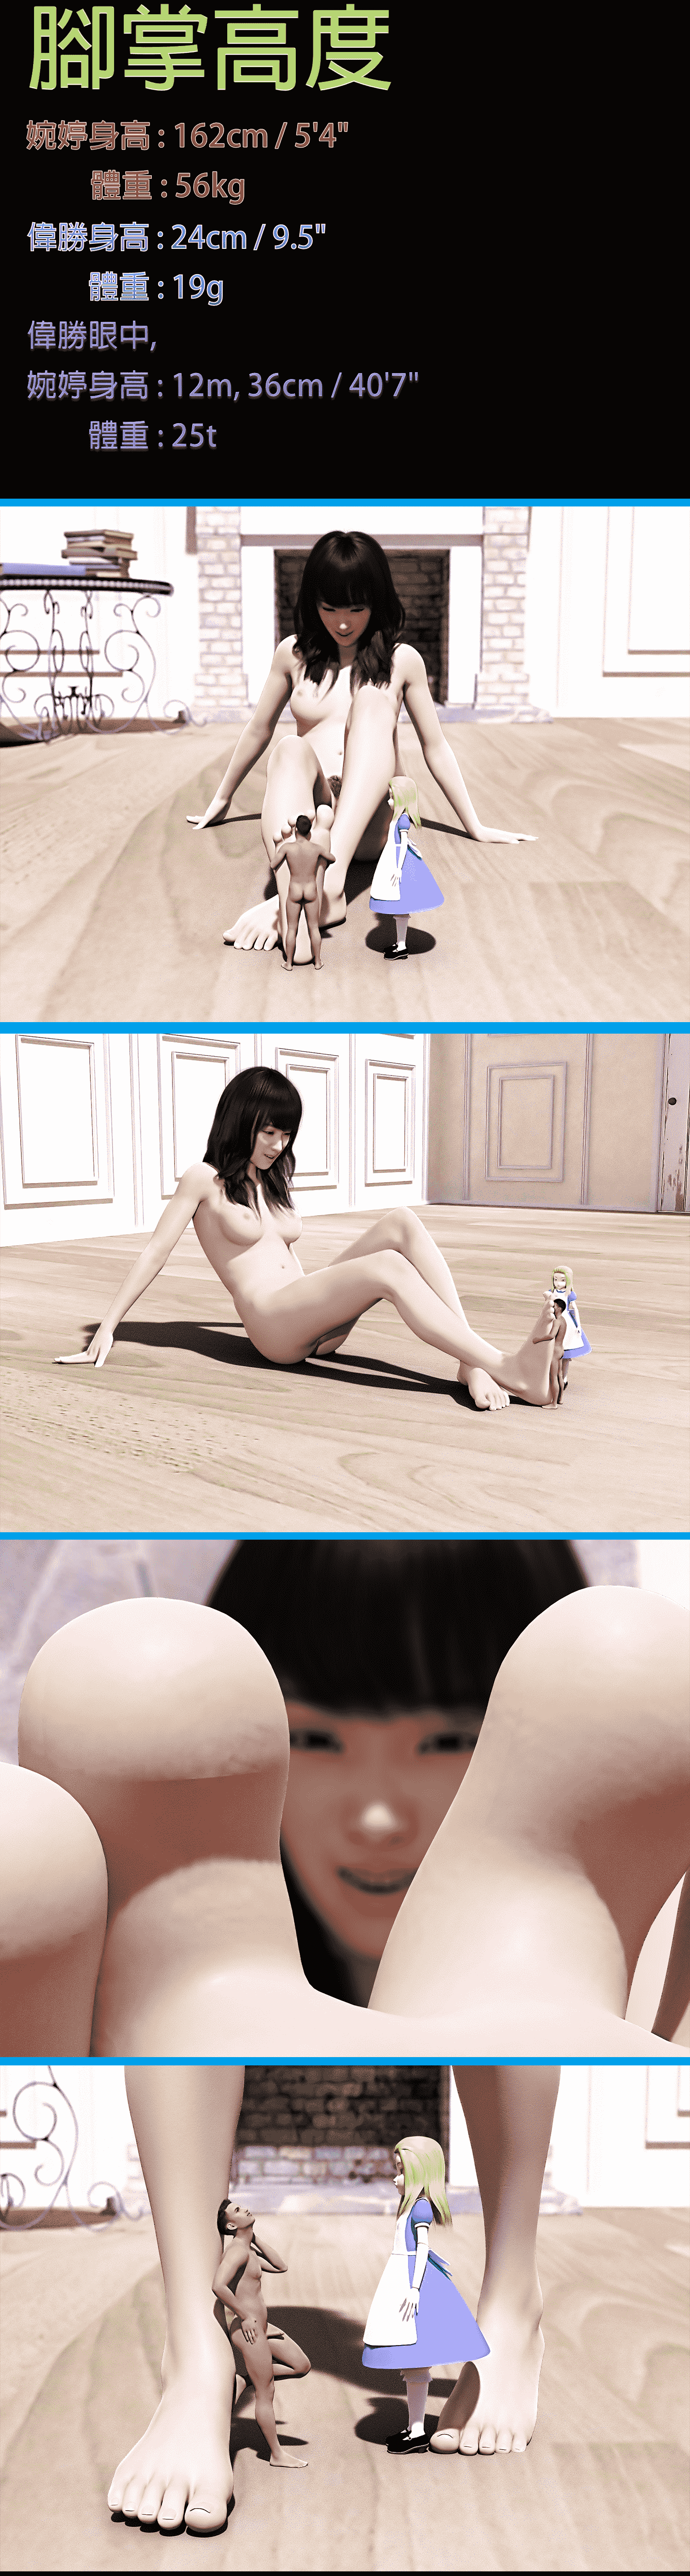 腳掌高度
婉婷身高 : 162cm / 5'4"
體重 : 56kg
偉勝身高 : 24cm / 9.5"
體重 : 19g
偉勝眼中,
婉婷身高 : 12m, 36cm / 40'7"
體重 : 25t